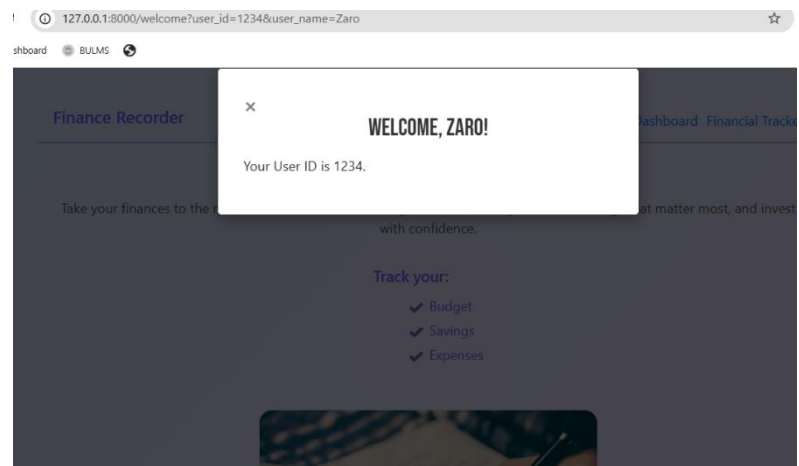 127.0.0.1:8000/welcome?user_id=1234&user_name=Zaro
shboard BULMS
×
Finance Recorder
WELCOME, ZARO!
Dashboard Financial Tracke
Your User ID is 1234.
Take your finances to the
at matter most, and invest
with confidence.
Track your:
✔ Budget
✔ Savings
✔ Expenses